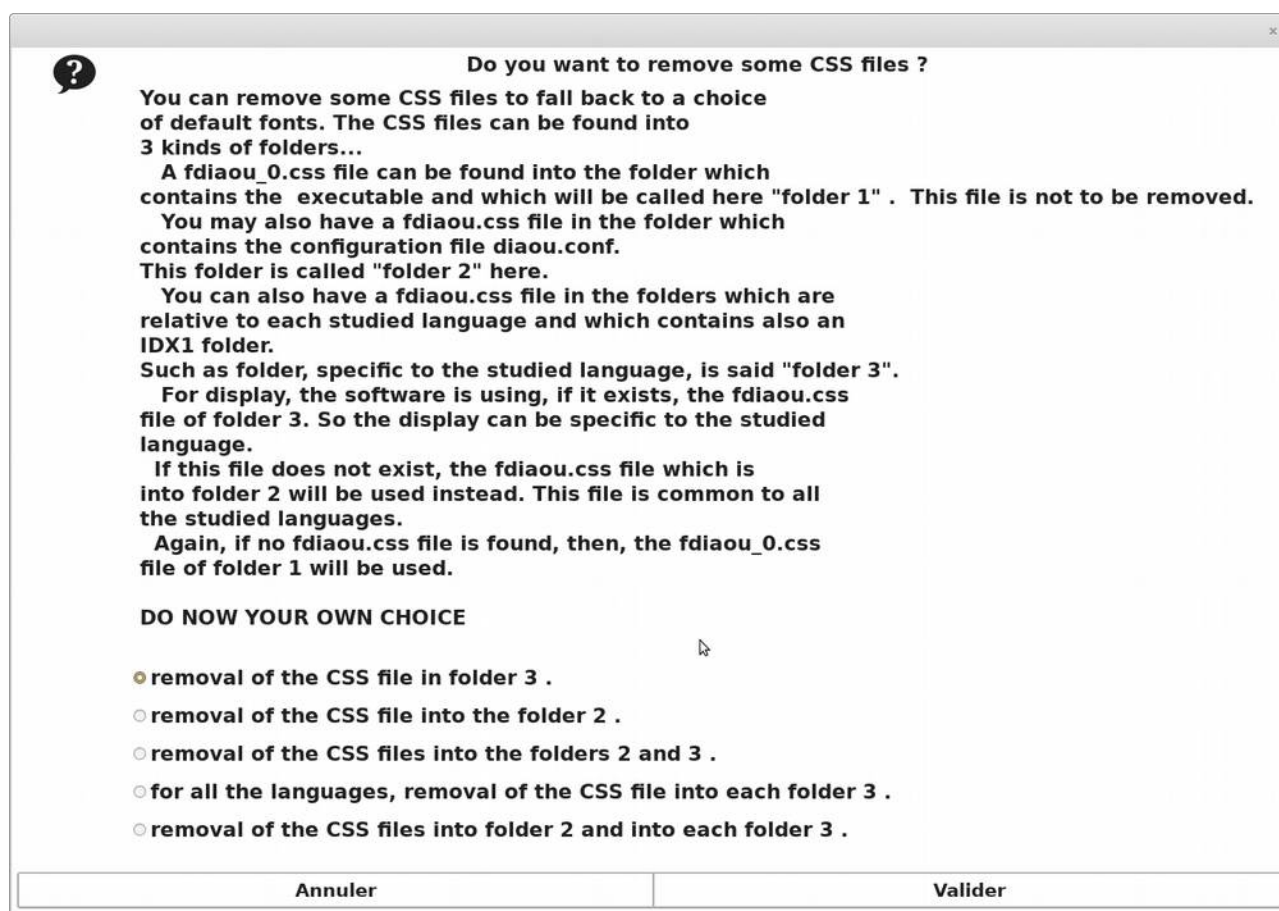 Do you want to remove some CSS files ?
You can remove some CSS files to fall back to a choice
of default fonts. The CSS files can be found into
3 kinds of folders...
A fdiaou_0.css file can be found into the folder which
contains the  executable and which will be called here "folder 1" .  This file is not to be removed.
You may also have a fdiaou.css file in the folder which
contains the configuration file diaou.conf.
This folder is called "folder 2" here.
You can also have a fdiaou.css file in the folders which are
relative to each studied language and which contains also an
IDX1 folder.
Such as folder, specific to the studied language, is said "folder 3".
For display, the software is using, if it exists, the fdiaou.css
file of folder 3. So the display can be specific to the studied
language.
If this file does not exist, the fdiaou.css file which is
into folder 2 will be used instead. This file is common to all
the studied languages.
Again, if no fdiaou.css file is found, then, the fdiaou_0.css
file of folder 1 will be used.
DO NOW YOUR OWN CHOICE
removal of the CSS file in folder 3 .
removal of the CSS file into the folder 2 .
removal of the CSS files into the folders 2 and 3 .
for all the languages, removal of the CSS file into each folder 3 .
removal of the CSS files into folder 2 and into each folder 3 .
Annuler
Valider